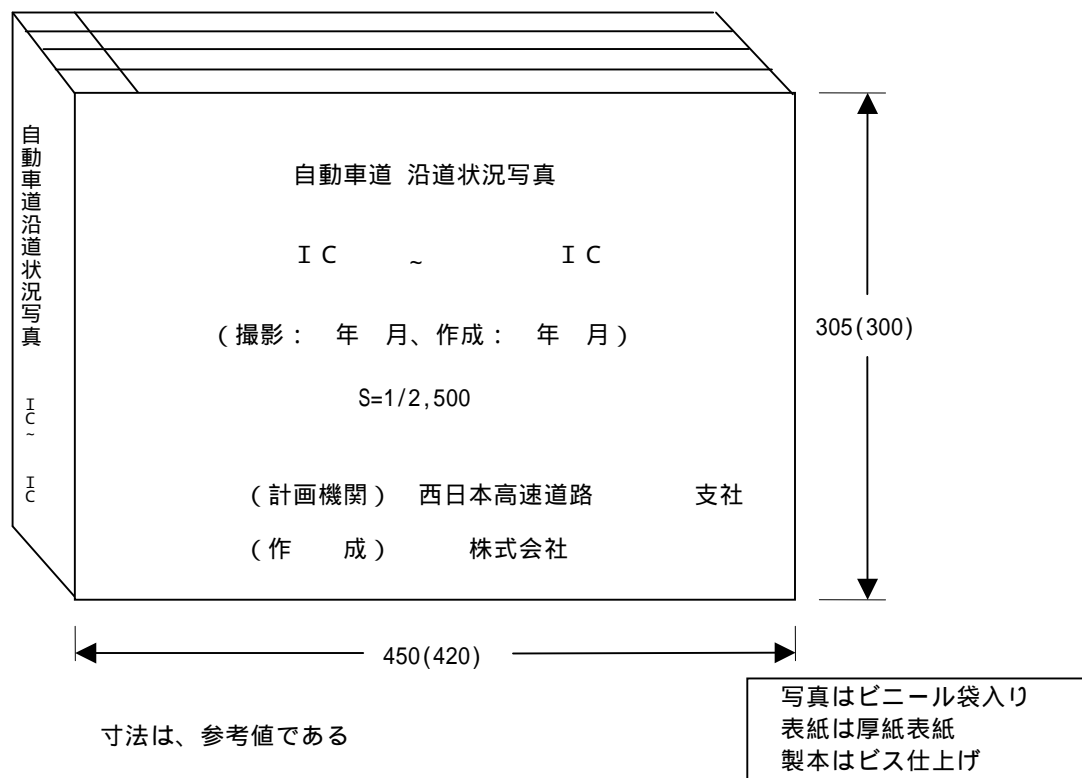 自動車道沿道状況写真　ＩＣ~　ＩＣ
自動車道 沿道状況写真
ＩＣ　　~　　　　ＩＣ
（撮影：　年　月、作成：　年　月）
S=1/2,500
（計画機関）　西日本高速道路　　　　支社
（作　　成）　　　株式会社
305(300)
450(420)
寸法は、参考値である
写真はビニール袋入り
表紙は厚紙表紙
製本はビス仕上げ